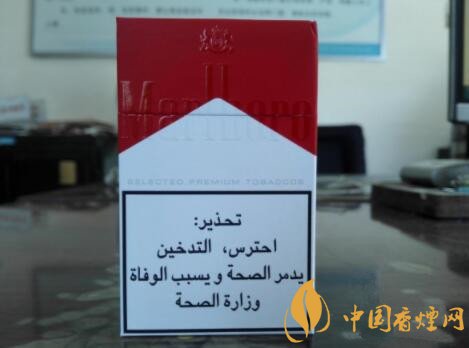 Marlboro
SELECTED PREMIUM TOBACCOS
تحذير:
احترس، التدخين
يدمر الصحة و يسبب الوفاة
وزارة الصحة
中国香烟网